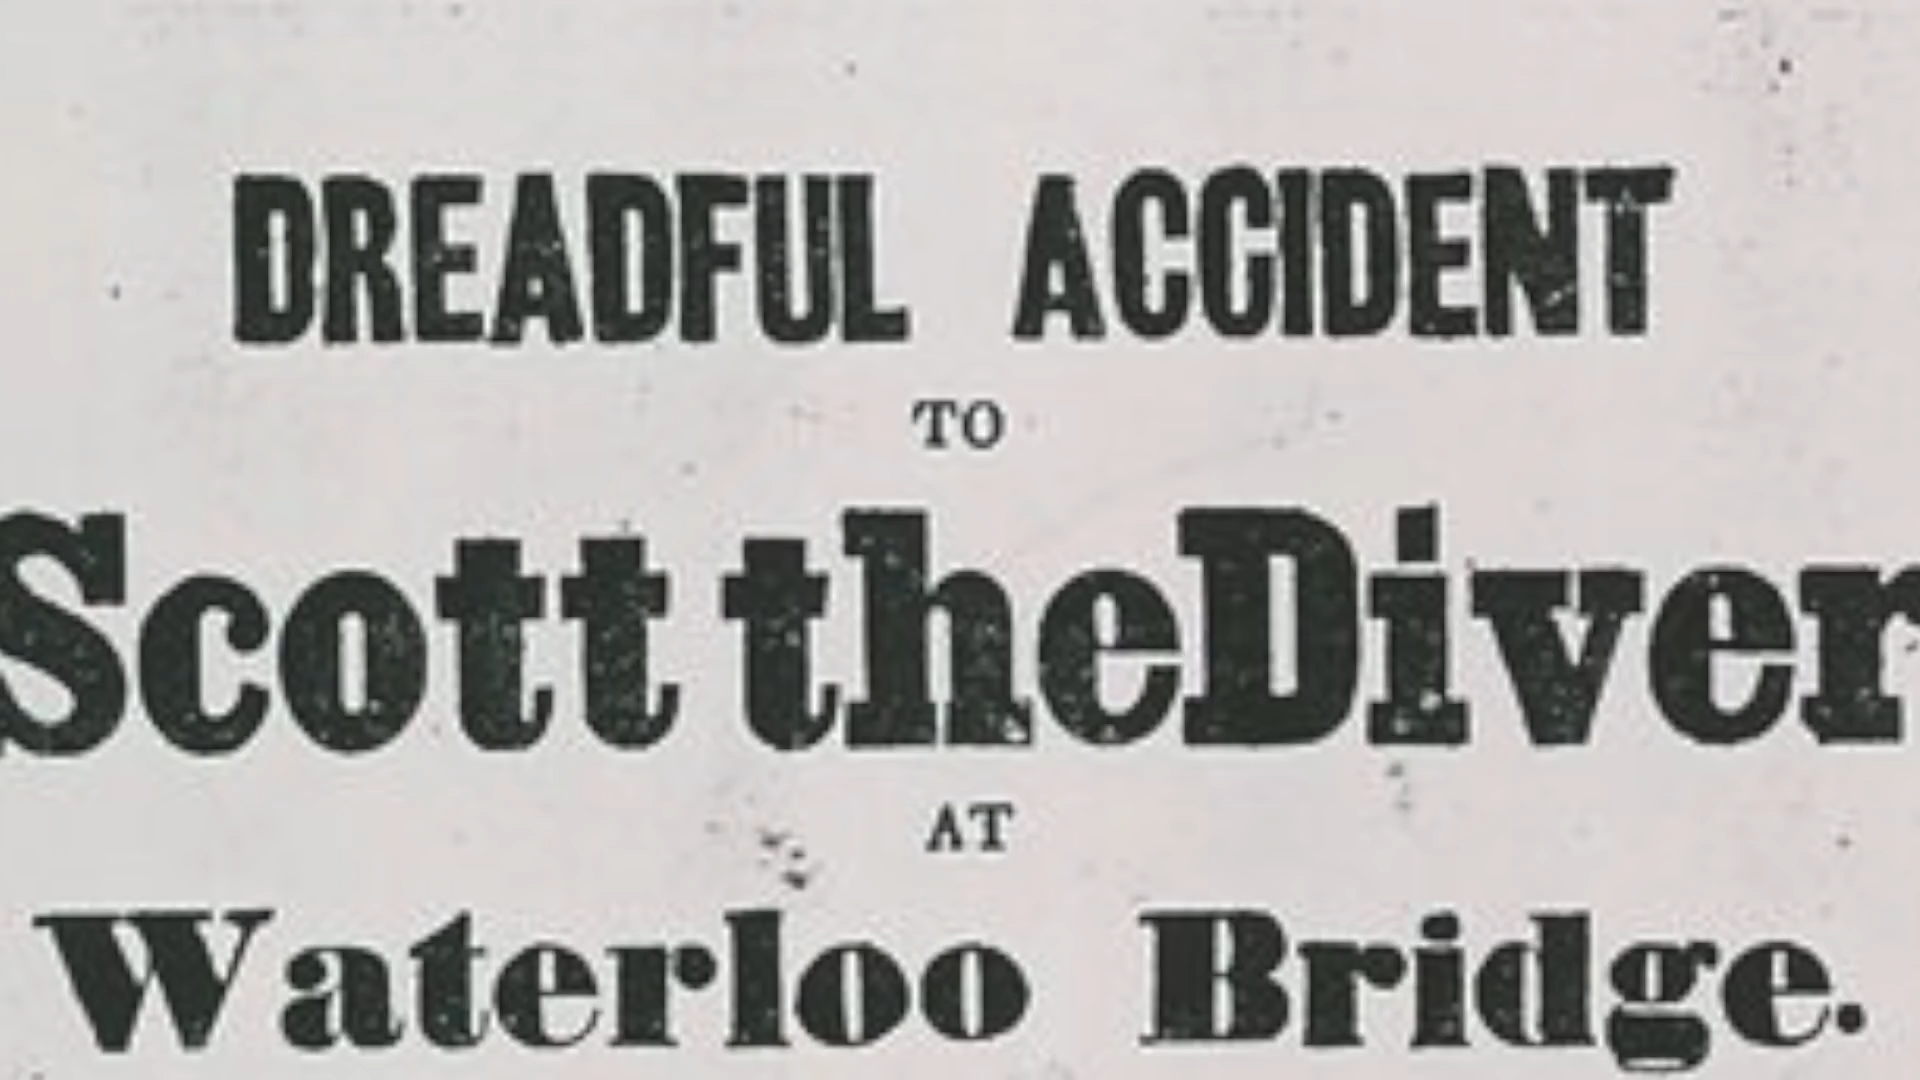 DREADFUL ACCIDENT
TO
Scott the Diver
AT
Waterloo Bridge.